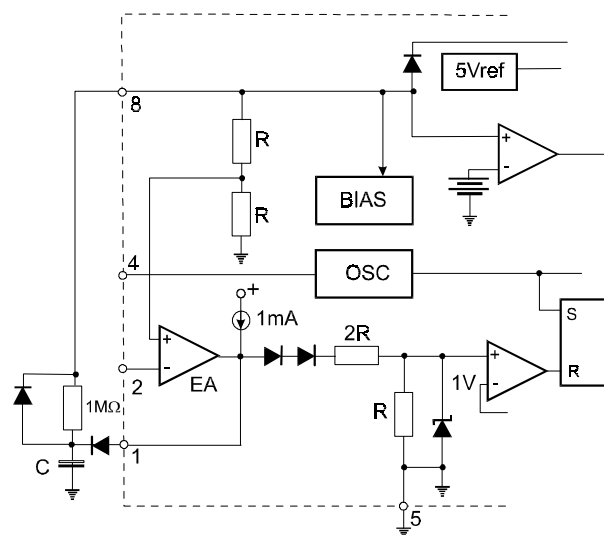 5Vref
8
R
+
-
R
BIAS
4
OSC
+
S
1mA
2R
+
+
1V
-
R
-
2
EA
R
1MΩ
1
C
5